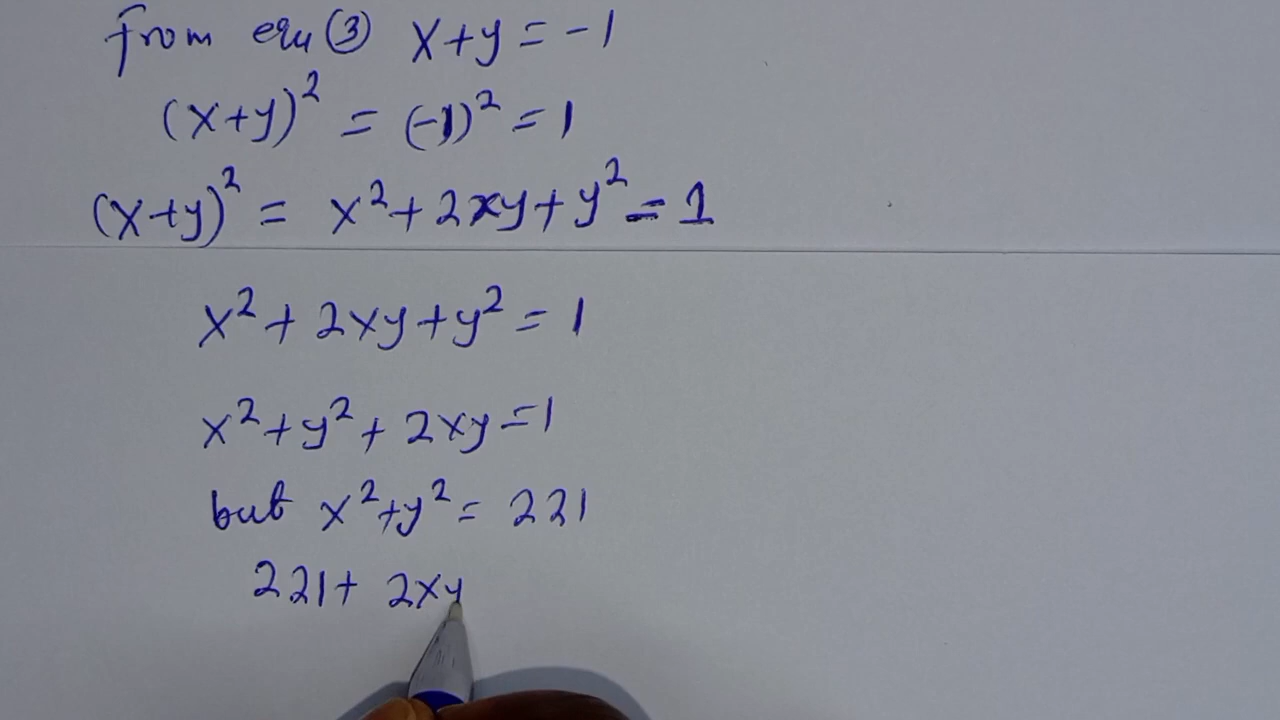 from eqn ③ x+y = -1
(x+y)² = (-1)² = 1
(x+y)² = x² + 2xy + y² = 1
x² + 2xy + y² = 1
x² + y² + 2xy = 1
but x² + y² = 221
221 + 2xy